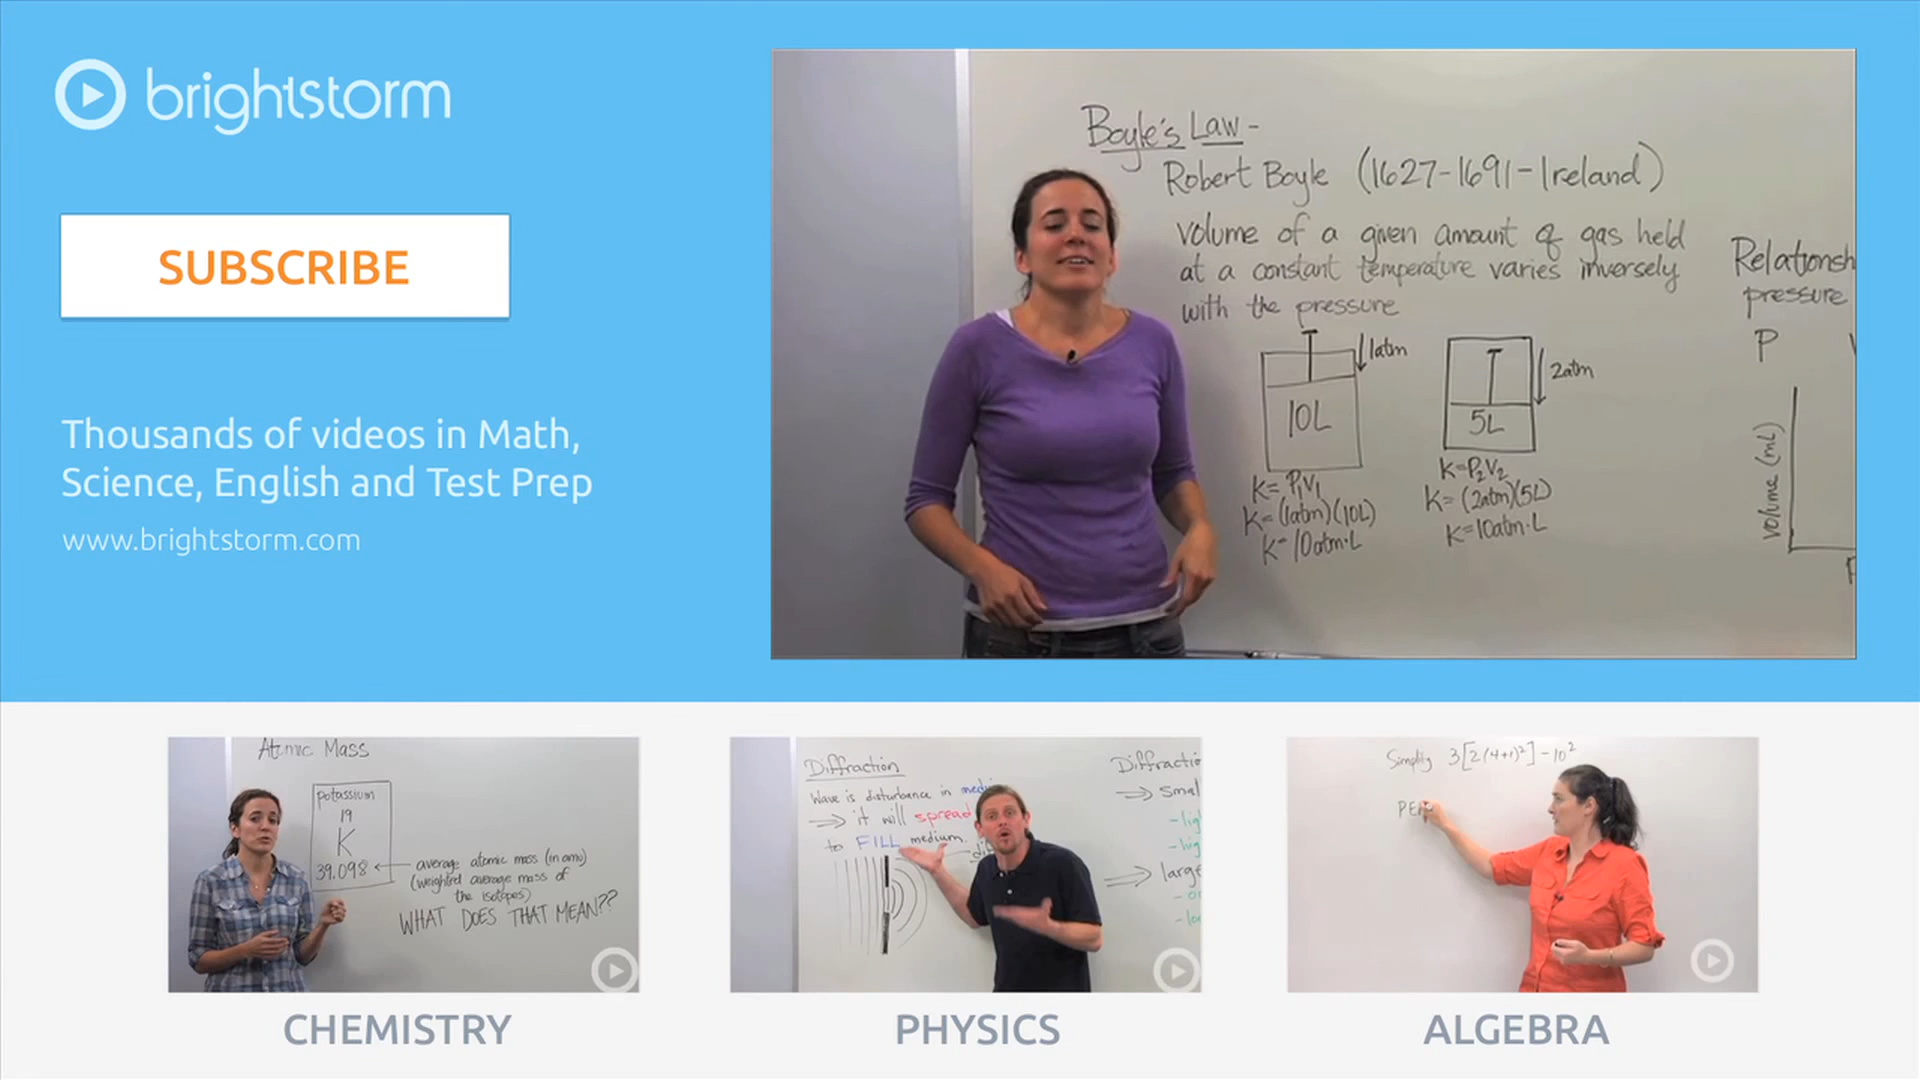 brightstorm
SUBSCRIBE
Thousands of videos in Math,
Science, English and Test Prep
www.brightstorm.com
Boyle's Law -
Robert Boyle (1627-1691-Ireland)
volume of a given amount of gas held
at a constant temperature varies inversely
with the pressure
1atm
10L
K= P₁V₁
K=(1atm)(10L)
K=10atm·L
2atm
5L
K=P₂V₂
K=(2atm)(5L)
K=10atm·L
pressure
P
volume (mL)
Atomic Mass
potassium
19
K
39.098
average atomic mass (in amu)
(weighted average mass of
the isotopes)
WHAT DOES THAT MEAN??
CHEMISTRY
Diffraction
Wave is disturbance in
it will spread
to FILL medium.
PHYSICS
Simplify 3[2(4+1)²]-10²
ALGEBRA